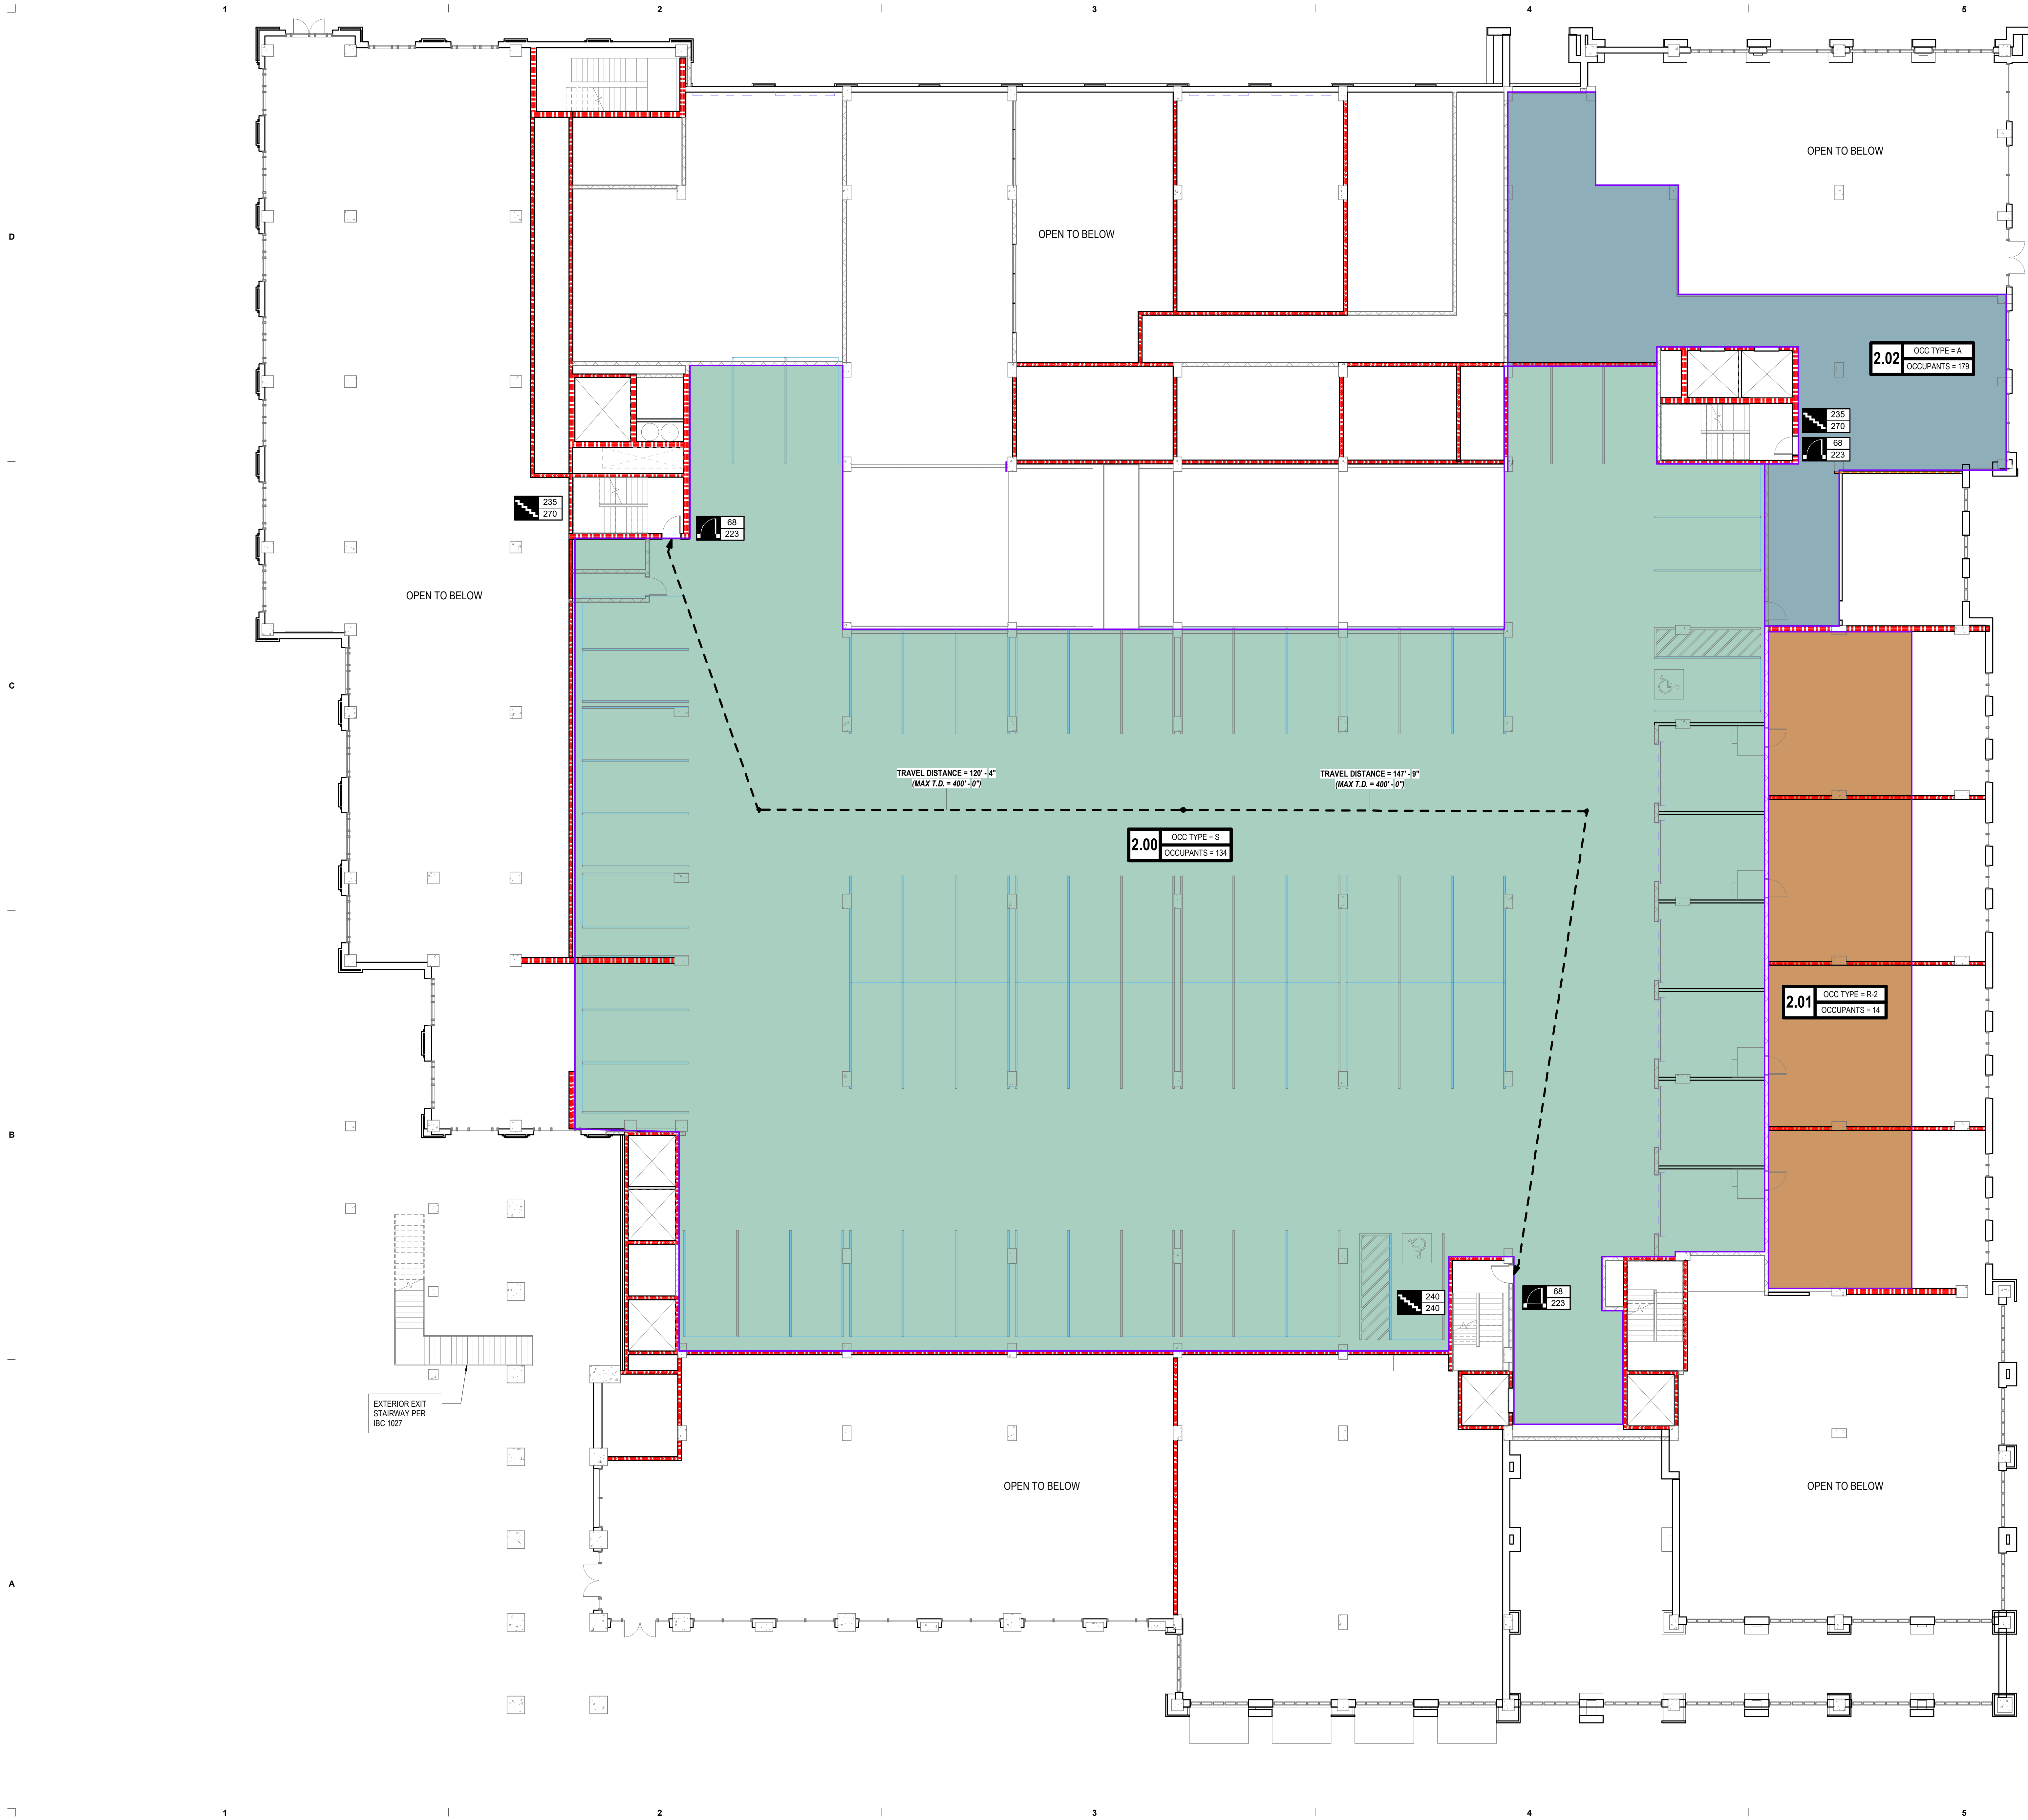 1 2 3 4 5
D
OPEN TO BELOW
OPEN TO BELOW
2.02 OCC TYPE = A
OCCUPANTS = 179
235
270
68
223
235
270
68
223
OPEN TO BELOW
C
TRAVEL DISTANCE = 120' - 4"
(MAX T.D. = 400' - 0")
TRAVEL DISTANCE = 147' - 9"
(MAX T.D. = 400' - 0")
2.00 OCC TYPE = S
OCCUPANTS = 134
2.01 OCC TYPE = R-2
OCCUPANTS = 14
B
240
240
68
223
EXTERIOR EXIT
STAIRWAY PER
IBC 1027
OPEN TO BELOW
OPEN TO BELOW
A
1 2 3 4 5